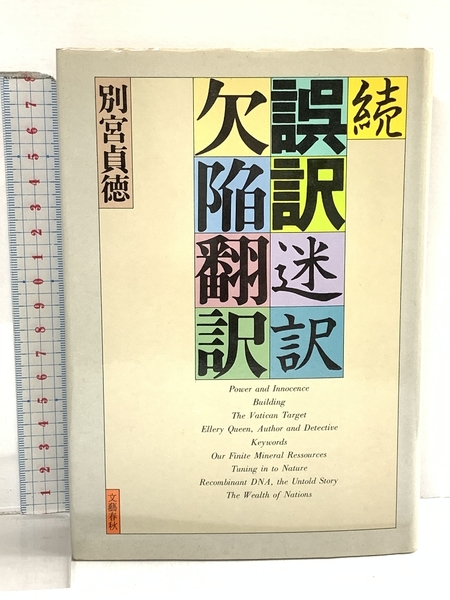 続
誤訳
迷訳
欠陥
翻訳
別宮貞徳
Power and Innocence
Building
The Vatican Target
Ellery Queen, Author and Detective
Keywords
Our Finite Mineral Ressources
Tuning in to Nature
Recombinant DNA, the Untold Story
The Wealth of Nations
文藝春秋